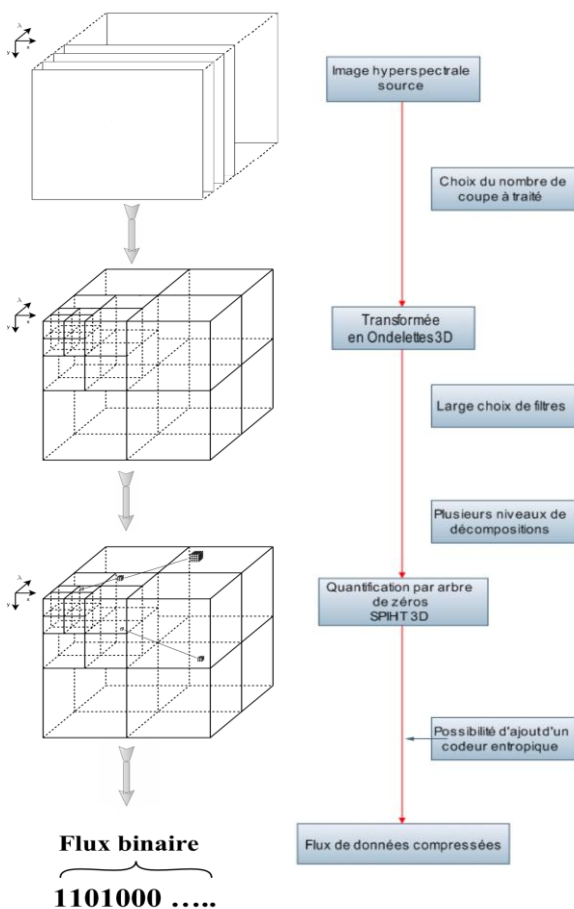 λ
x
y
Image hyperspectrale
source
Choix du nombre de
coupe à traité
λ
x
y
Transformée
en Ondelettes3D
Large choix de filtres
Plusieurs niveaux de
décompositions
λ
x
y
Quantification par arbre
de zéros
SPIHT 3D
Possibilité d'ajout d'un
codeur entropique
Flux binaire
1101000 .....
Flux de données compressées